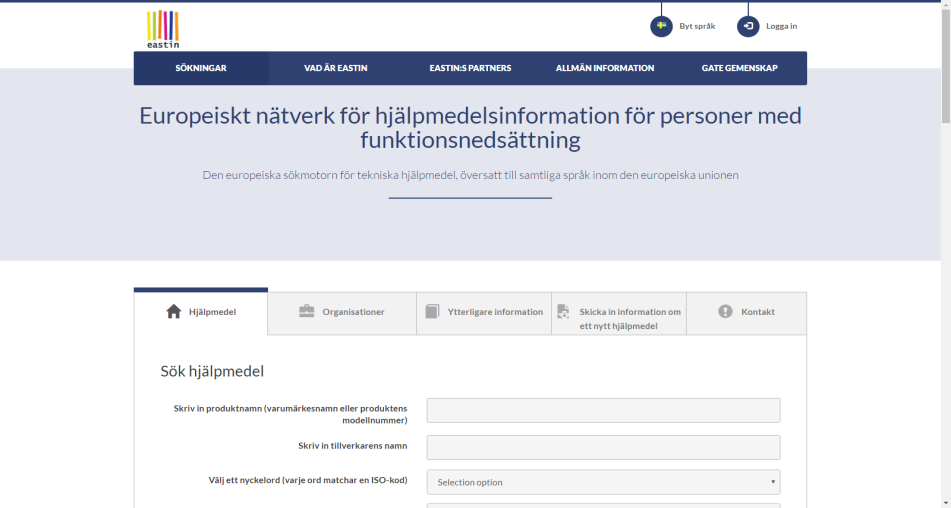 eastin
Byt språk
Logga in
SÖKNINGAR
VAD ÄR EASTIN
EASTIN:S PARTNERS
ALLMÄN INFORMATION
GATE GEMENSKAP
Europeiskt nätverk för hjälpmedelsinformation för personer med
funktionsnedsättning
Den europeiska sökmotorn för tekniska hjälpmedel, översatt till samtliga språk inom den europeiska unionen
Hjälpmedel
Organisationer
Ytterligare information
Skicka in information om
ett nytt hjälpmedel
Kontakt
Sök hjälpmedel
Skriv in produktnamn (varumärkesnamn eller produktens
modellnummer)
Skriv in tillverkarens namn
Välj ett nyckelord (varje ord matchar en ISO-kod)
Selection option